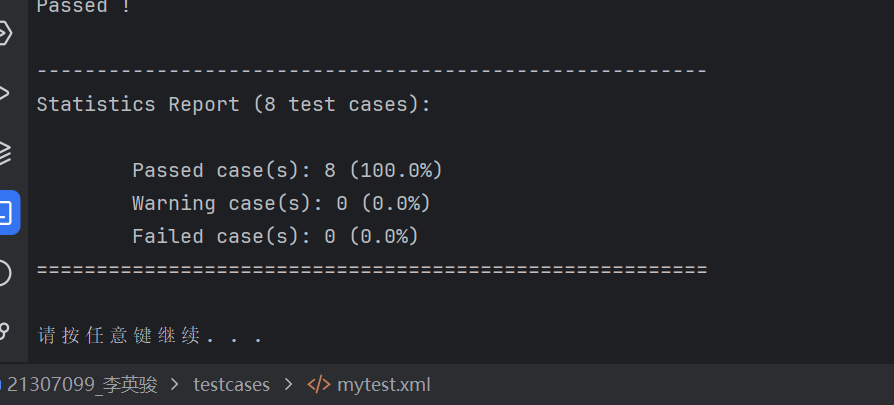 Passed !
-------------------------------------------------------
Statistics Report (8 test cases):
Passed case(s): 8 (100.0%)
Warning case(s): 0 (0.0%)
Failed case(s): 0 (0.0%)
=======================================================
请按任意键继续. . .
21307099_李英骏 > testcases > </> mytest.xml